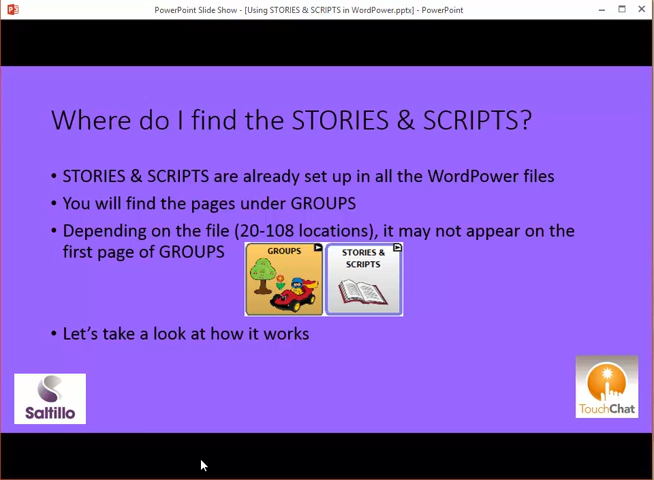 PowerPoint Slide Show - [Using STORIES & SCRIPTS in WordPower.pptx] - PowerPoint
Where do I find the STORIES & SCRIPTS?
• STORIES & SCRIPTS are already set up in all the WordPower files
• You will find the pages under GROUPS
• Depending on the file (20-108 locations), it may not appear on the
first page of GROUPS
GROUPS
STORIES &
SCRIPTS
• Let's take a look at how it works
Saltillo
TouchChat